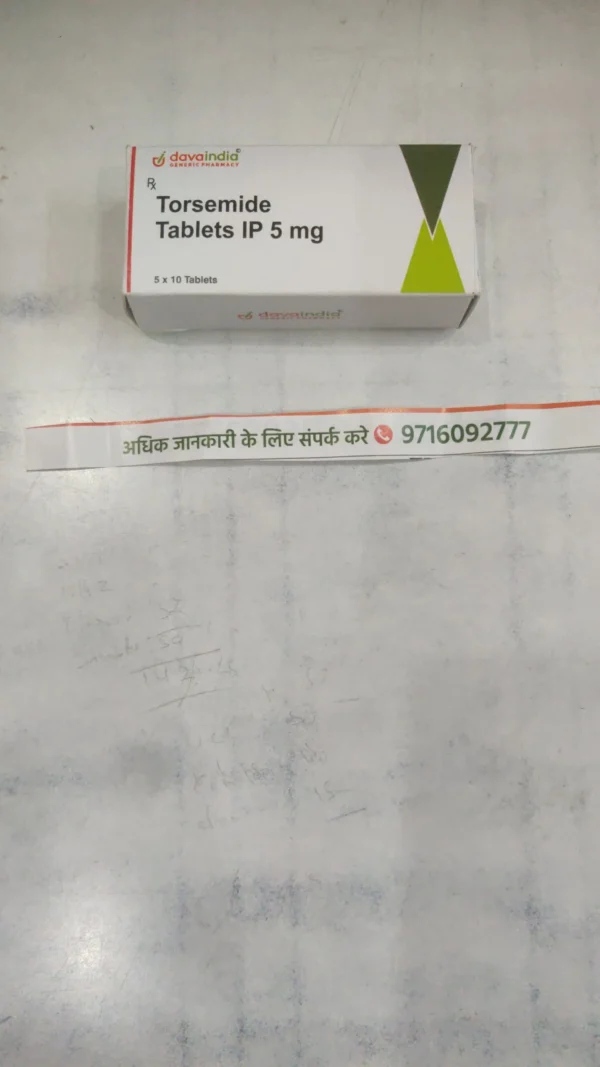 davaindia
GENERIC PHARMACY
Rx
Torsemide
Tablets IP 5 mg
5 x 10 Tablets
davaindia
अधिक जानकारी के लिए संपर्क करे 9716092777